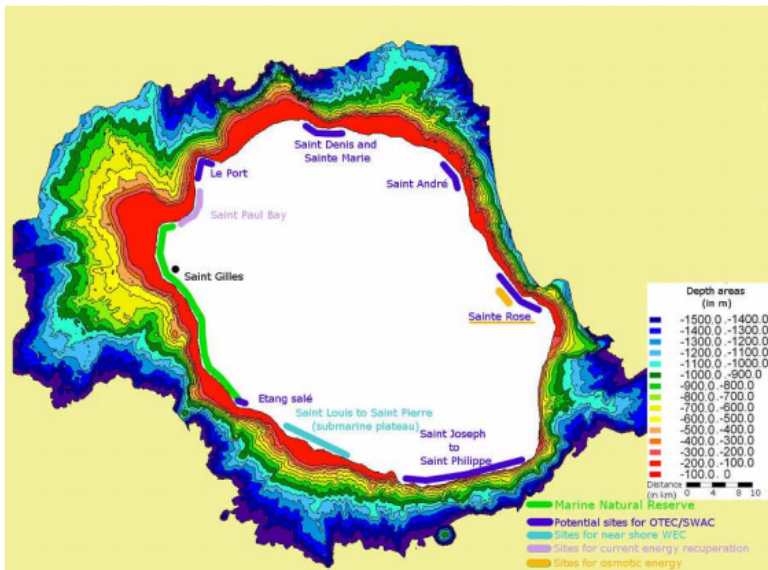 Saint Denis and
Sainte Marie
Le Port
Saint André
Saint Paul Bay
Saint Gilles
Sainte Rose
Depth areas
(in m)
-1500.0.-1400.0
-1400.0.-1300.0
-1300.0.-1200.0
-1200.0.-1100.0
-1100.0.-1000.0
-1000.0.-900.0
-900.0.-800.0
-800.0.-700.0
-700.0.-600.0
-600.0.-500.0
-500.0.-400.0
-400.0.-300.0
-300.0.-200.0
-200.0.-100.0
-100.0. 0
Distance
(in km)
2 4 6 8 10
Etang salé
Saint Louis to Saint Pierre
(submarine plateau)
Saint Joseph
to
Saint Philippe
Marine Natural Reserve
Potential sites for OTEC/SWAC
Sites for near shore WEC
Sites for current energy recuperation
Sites for osmotic energy